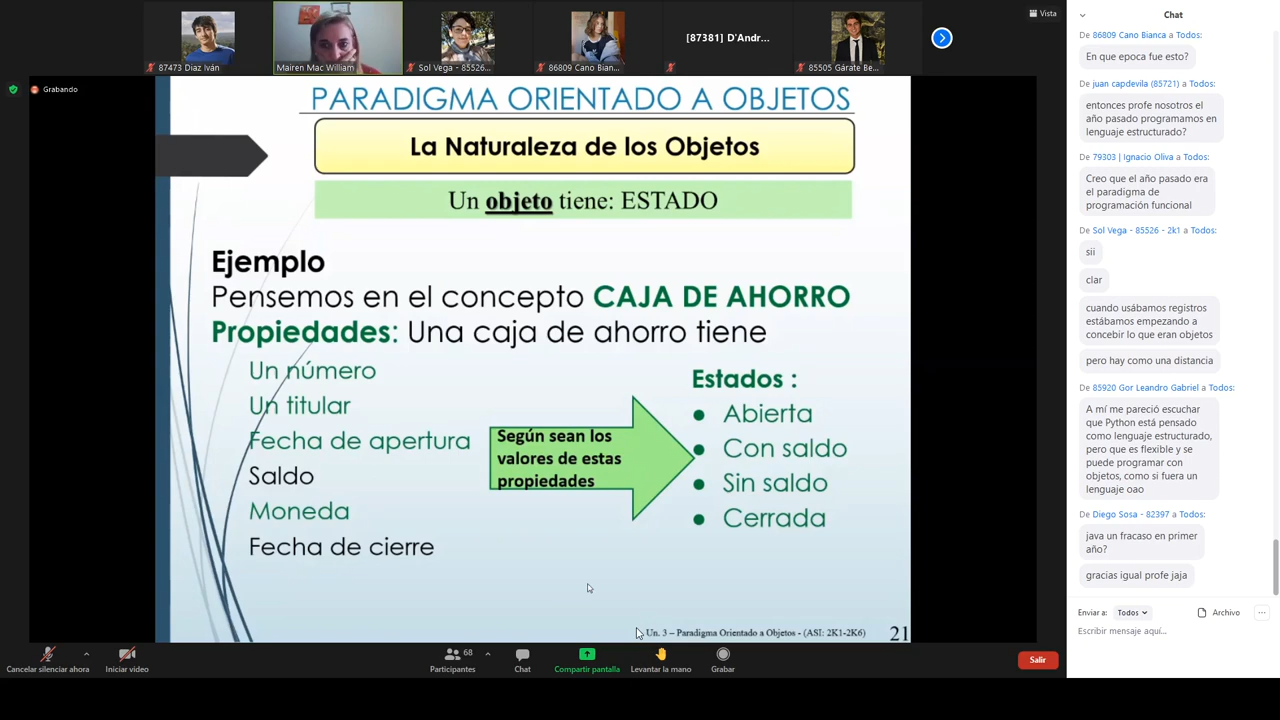 Vista
87473 Diaz Iván
Mairen Mac William
Sol Vega - 85526...
86809 Cano Bian...
[87381] D'Andr...
85505 Gárate Be...
Grabando
PARADIGMA ORIENTADO A OBJETOS
La Naturaleza de los Objetos
Un objeto tiene: ESTADO
Ejemplo
Pensemos en el concepto CAJA DE AHORRO
Propiedades: Una caja de ahorro tiene
Un número
Un titular
Fecha de apertura
Saldo
Moneda
Fecha de cierre
Según sean los
valores de estas
propiedades
Estados :
Abierta
Con saldo
Sin saldo
Cerrada
Un. 3 – Paradigma Orientado a Objetos - (ASI: 2K1-2K6)
21
Cancelar silenciar ahora
Iniciar video
68
Participantes
Chat
Compartir pantalla
Levantar la mano
Grabar
Salir
Chat
De 86809 Cano Bianca a Todos:
En que epoca fue esto?
De juan capdevila (85721) a Todos:
entonces profe nosotros el
año pasado programamos en
lenguaje estructurado?
De 79303 | Ignacio Oliva a Todos:
Creo que el año pasado era
el paradigma de
programación funcional
De Sol Vega - 85526 - 2k1 a Todos:
sii
clar
cuando usábamos registros
estábamos empezando a
concebir lo que eran objetos
pero hay como una distancia
De 85920 Gor Leandro Gabriel a Todos:
A mí me pareció escuchar
que Python está pensado
como lenguaje estructurado,
pero que es flexible y se
puede programar con
objetos, como si fuera un
lenguaje oao
De Diego Sosa - 82397 a Todos:
java un fracaso en primer
año?
gracias igual profe jaja
Enviar a: Todos
Archivo
...
Escribir mensaje aquí...